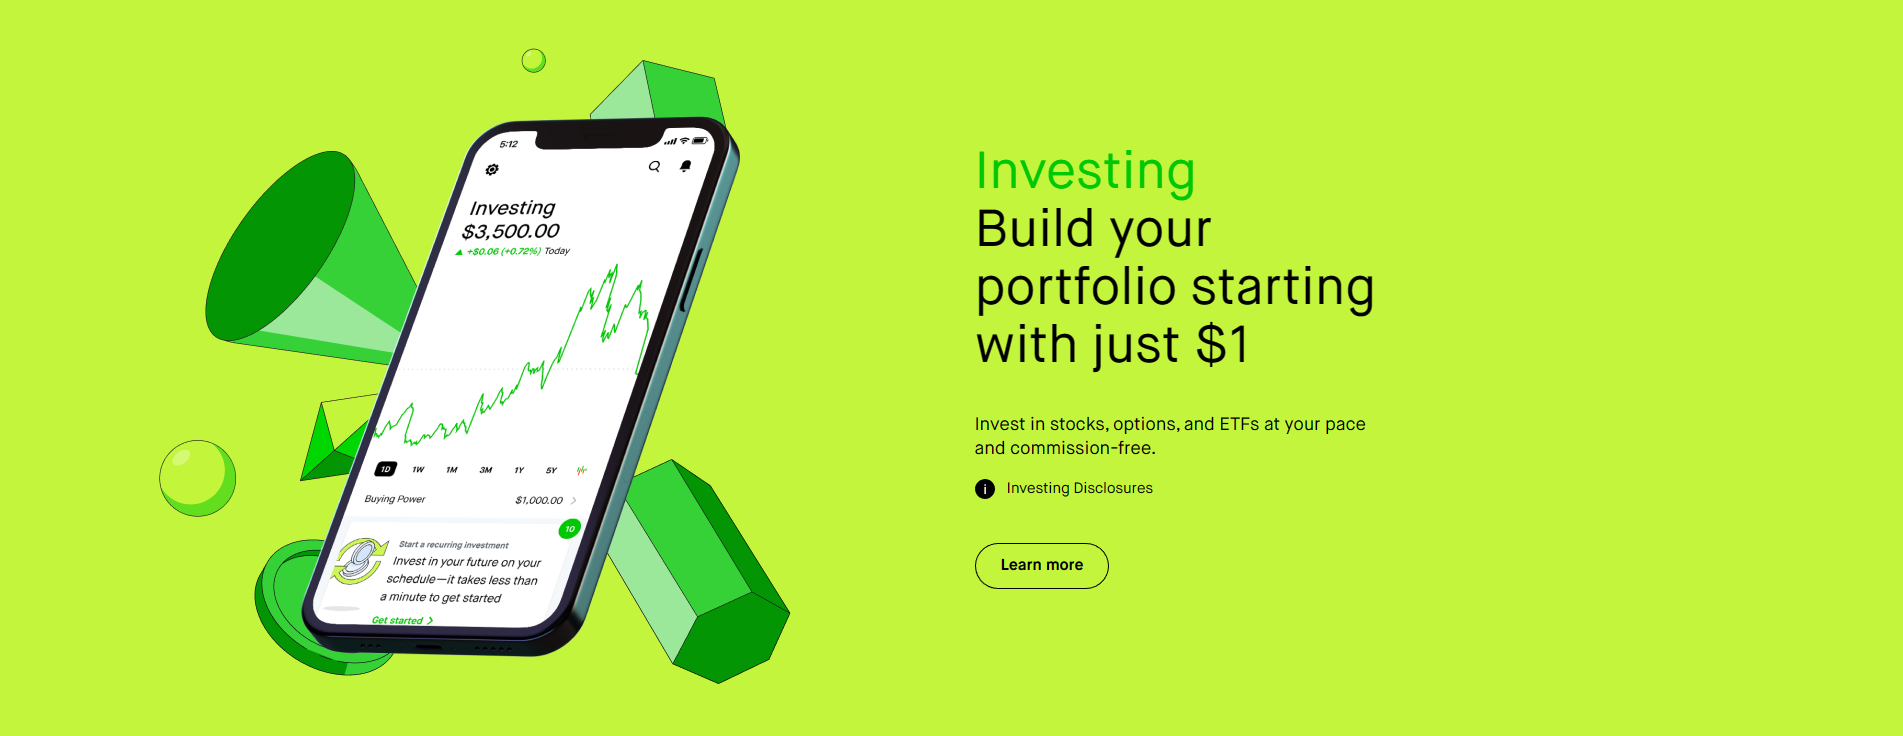 5:12
Investing
$3,500.00
+$0.06 (+0.72%) Today
1D 1W 1M 3M 1Y 5Y
Buying Power $1,000.00
10
Start a recurring investment
Invest in your future on your
schedule—it takes less than
a minute to get started
Get started
Investing
Build your
portfolio starting
with just $1
Invest in stocks, options, and ETFs at your pace
and commission-free.
i Investing Disclosures
Learn more